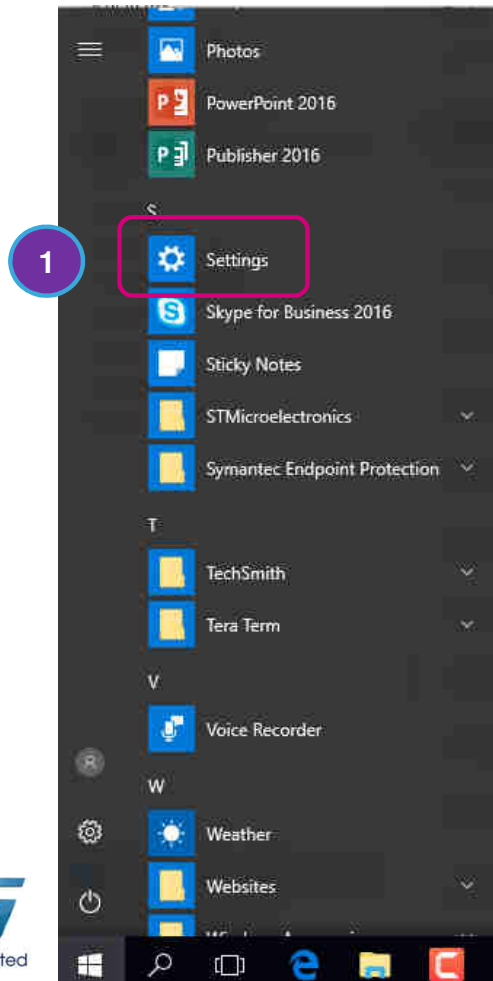 Photos
PowerPoint 2016
Publisher 2016
S
1
Settings
Skype for Business 2016
Sticky Notes
STMicroelectronics
Symantec Endpoint Protection
T
TechSmith
Tera Term
V
Voice Recorder
W
Weather
Websites